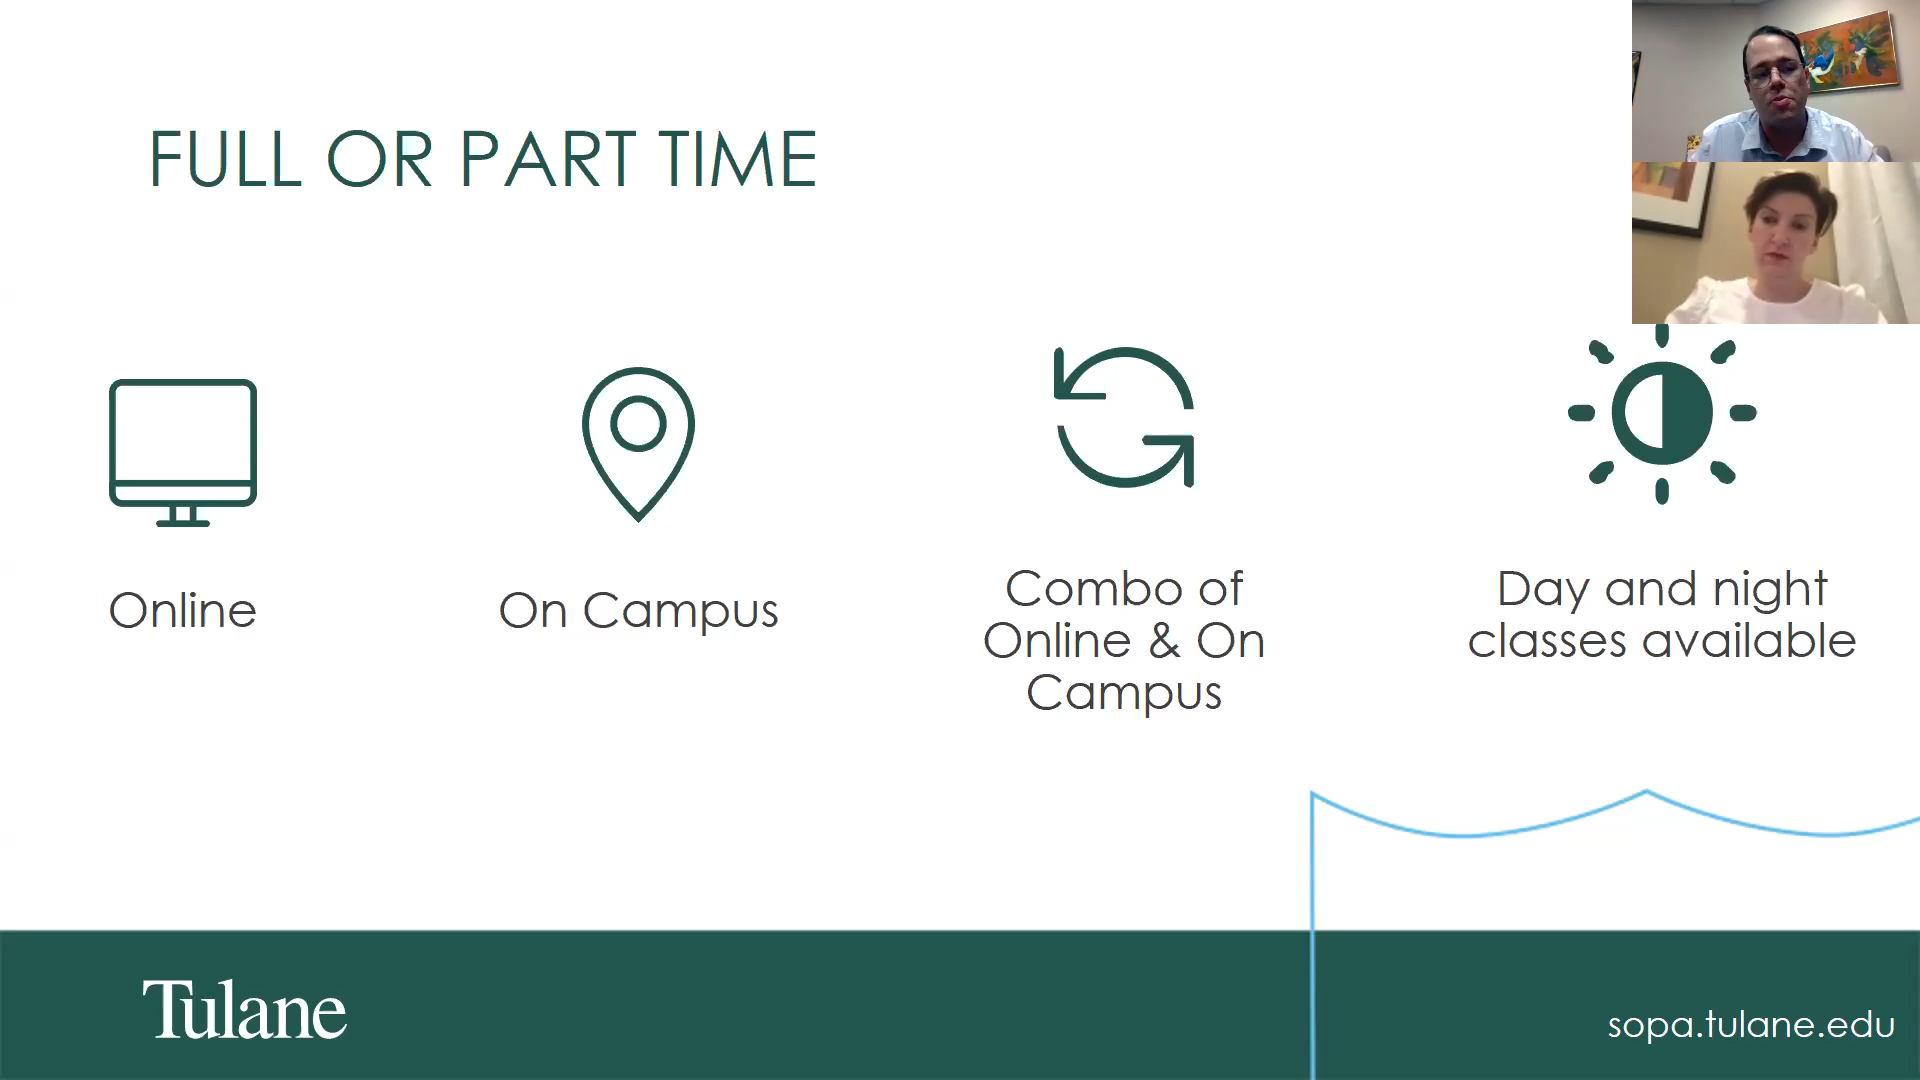 FULL OR PART TIME
Online
On Campus
Combo of
Online & On
Campus
Day and night
classes available
Tulane
sopa.tulane.edu